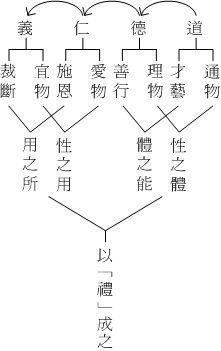 道
德
仁
義
通物
才藝
理物
善行
愛物
施恩
宜物
裁斷
性之體
體之能
性之用
用之所
以「禮」成之